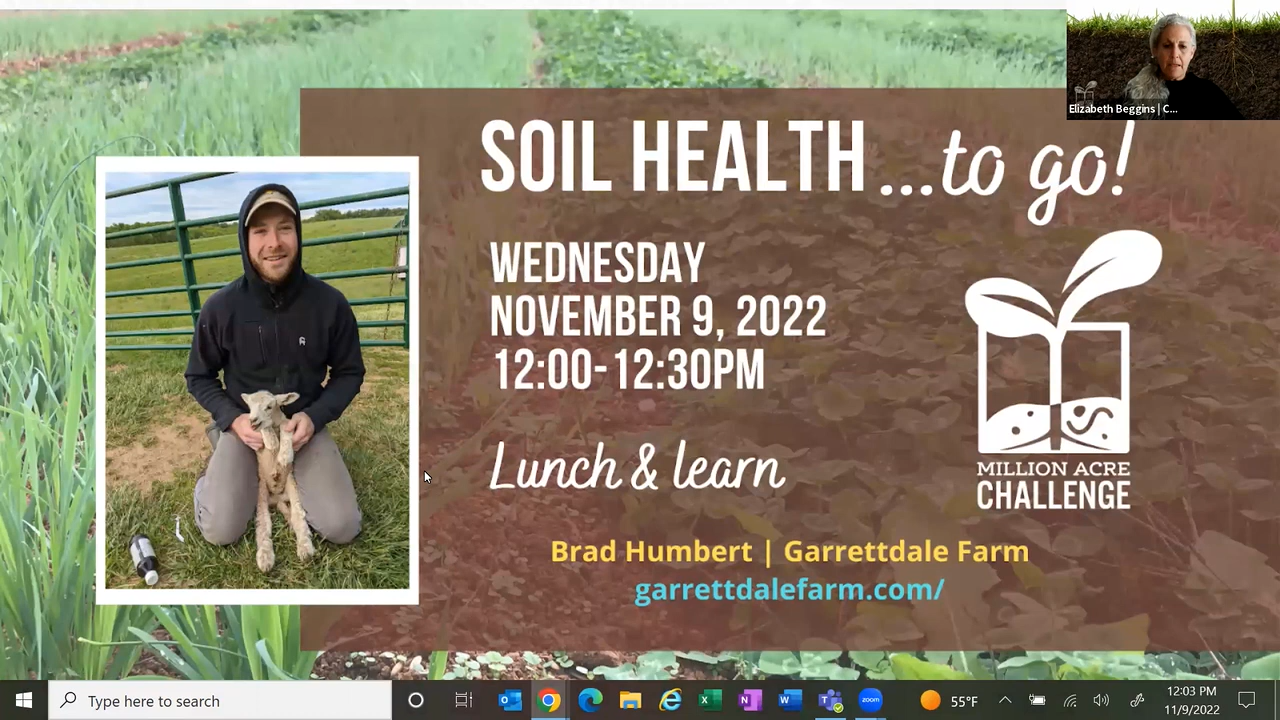 Elizabeth Beggins | C...
SOIL HEALTH ...to go!
WEDNESDAY
NOVEMBER 9, 2022
12:00-12:30PM
Lunch & learn
MILLION ACRE
CHALLENGE
Brad Humbert | Garrettdale Farm
garrettdalefarm.com/
Type here to search
55°F
12:03 PM
11/9/2022